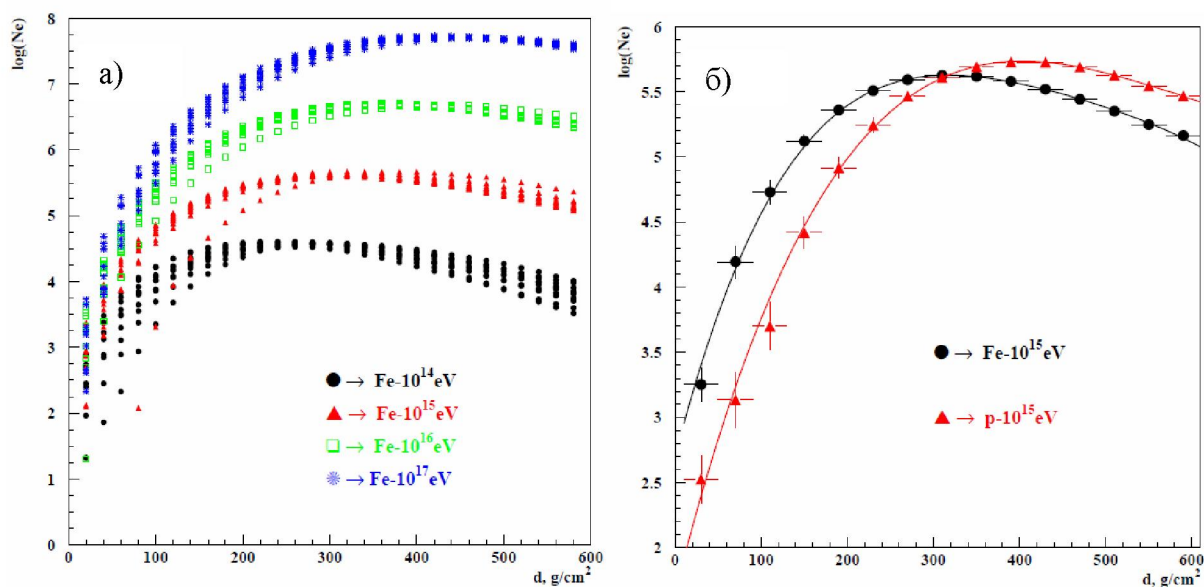 а)
log(Ne)
8
7
6
5
4
3
2
1
0
0
100
200
300
400
500
600
d, g/cm²
→ Fe-10¹⁴eV
→ Fe-10¹⁵eV
→ Fe-10¹⁶eV
→ Fe-10¹⁷eV
б)
log(Ne)
6
5.5
5
4.5
4
3.5
3
2.5
2
0
100
200
300
400
500
600
d, g/cm²
→ Fe-10¹⁵eV
→ p-10¹⁵eV